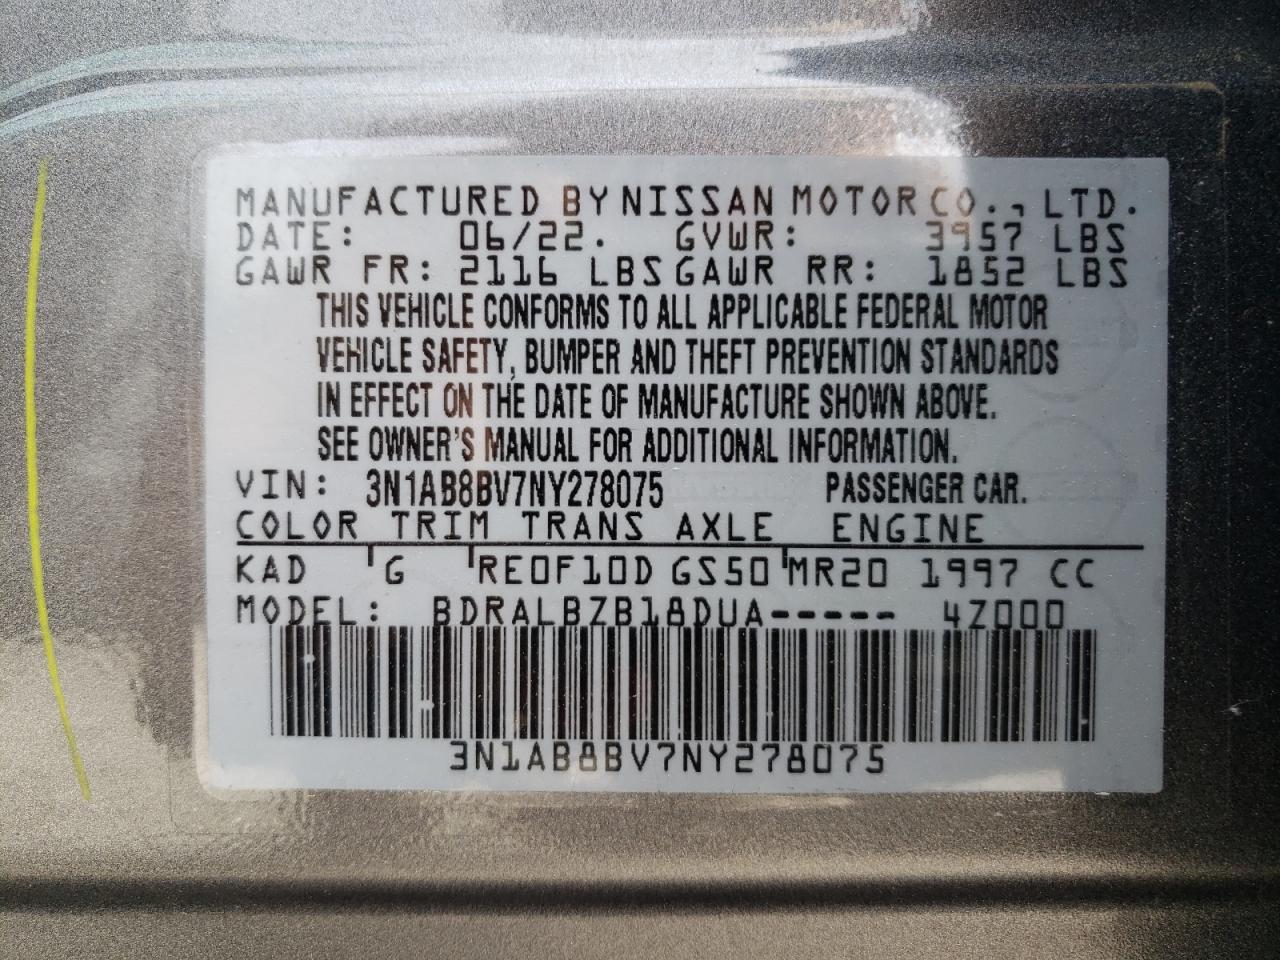 MANUFACTURED BY NISSAN MOTOR CO., LTD.
DATE: 06/22. GVWR: 3957 LBS
GAWR FR: 2116 LBS GAWR RR: 1852 LBS
THIS VEHICLE CONFORMS TO ALL APPLICABLE FEDERAL MOTOR
VEHICLE SAFETY, BUMPER AND THEFT PREVENTION STANDARDS
IN EFFECT ON THE DATE OF MANUFACTURE SHOWN ABOVE.
SEE OWNER'S MANUAL FOR ADDITIONAL INFORMATION.
VIN: 3N1AB8BV7NY278075 PASSENGER CAR.
COLOR TRIM TRANS AXLE ENGINE
KAD G RE0F10D GS50 MR20 1997 CC
MODEL: BDRALBZB18DUA----- 4Z000
3N1AB8BV7NY278075